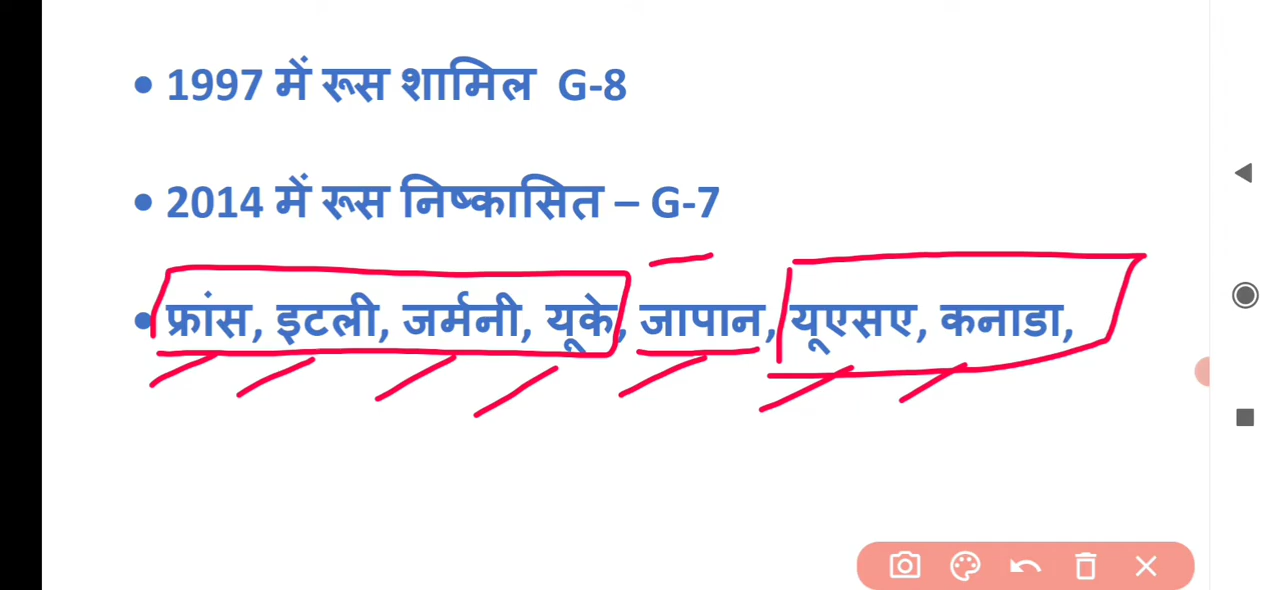 • 1997 में रूस शामिल G-8
• 2014 में रूस निष्कासित – G-7
• फ्रांस, इटली, जर्मनी, यूके, जापान, यूएसए, कनाडा,